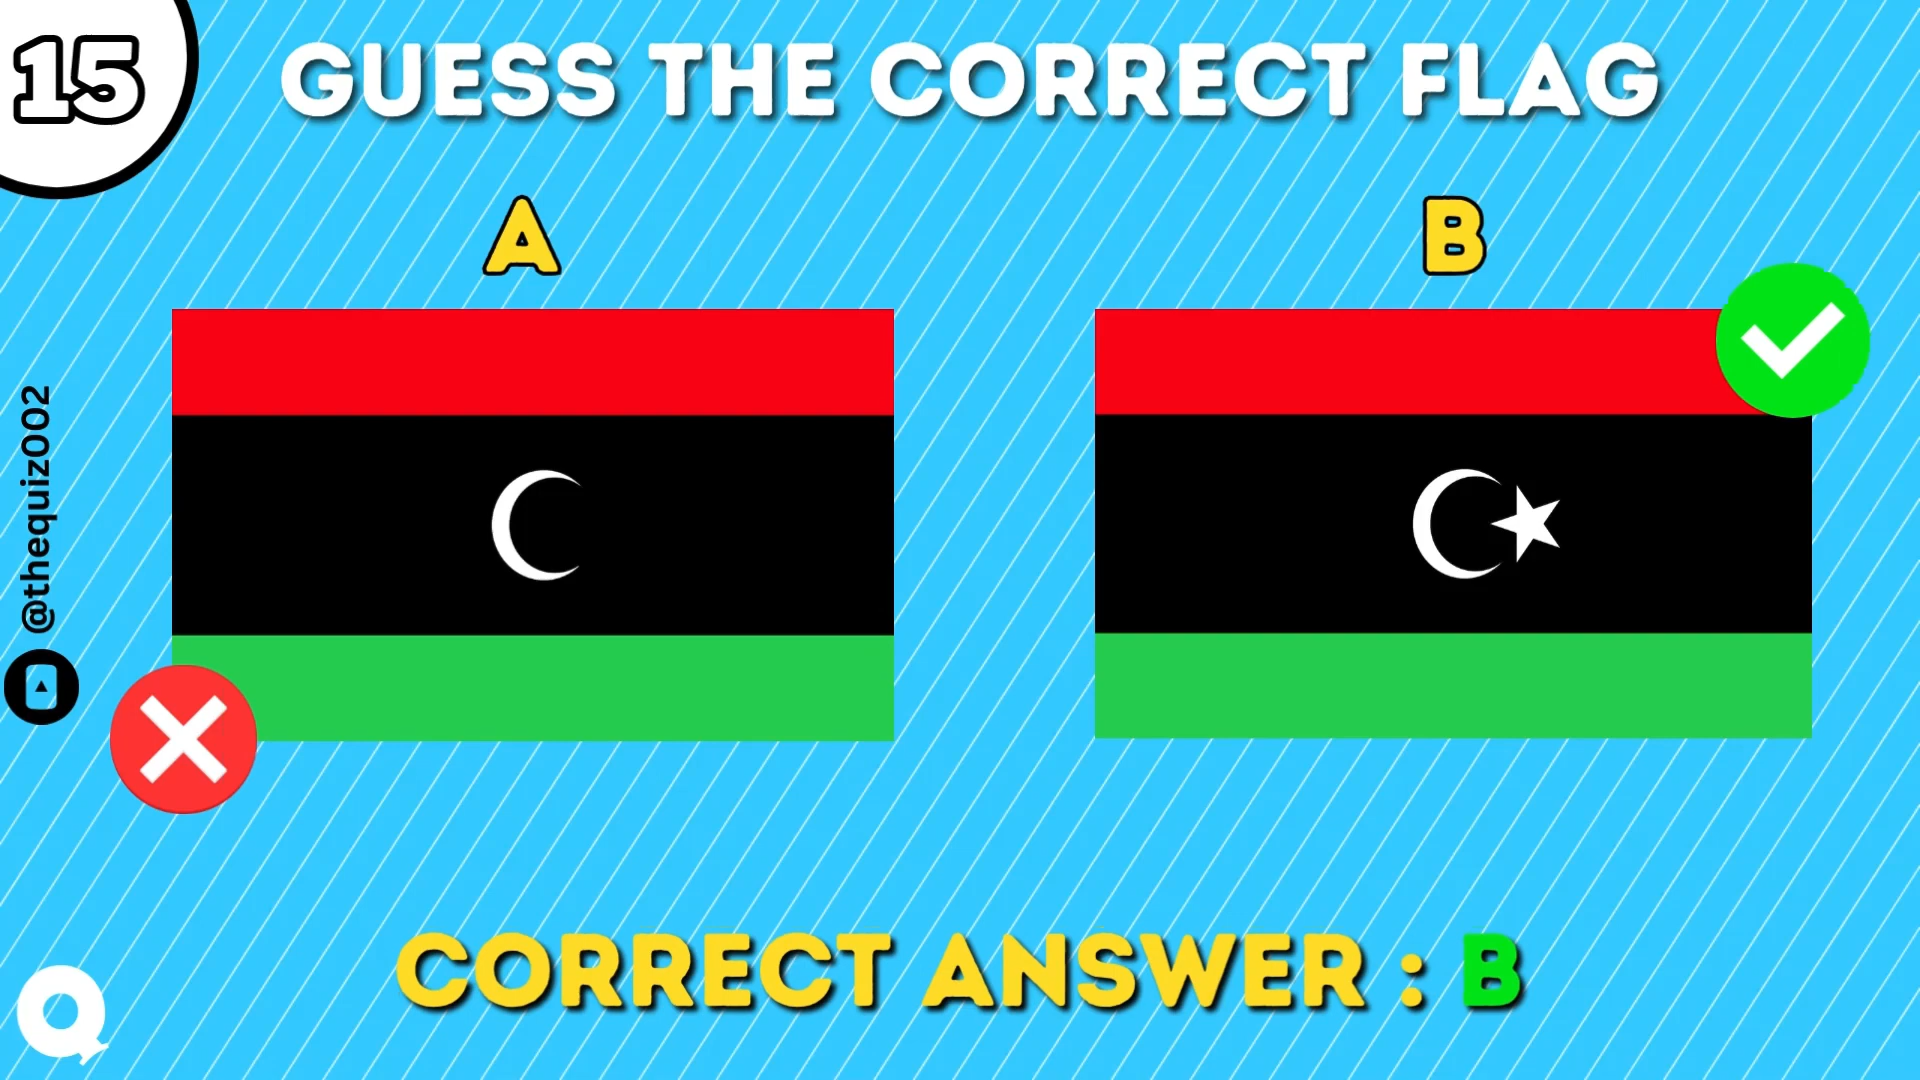 15
GUESS THE CORRECT FLAG
A
B
@thequiz002
CORRECT ANSWER : B
Q